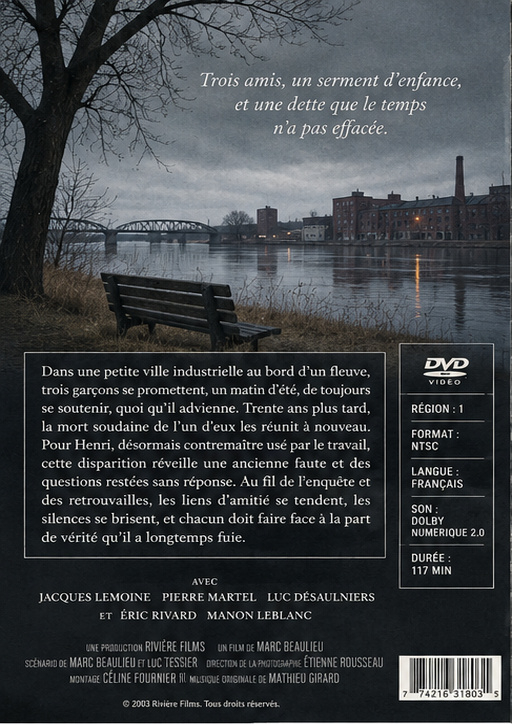 Trois amis, un serment d'enfance,
et une dette que le temps
n'a pas effacée.
Dans une petite ville industrielle au bord d'un fleuve,
trois garçons se promettent, un matin d'été, de toujours
se soutenir, quoi qu'il advienne. Trente ans plus tard,
la mort soudaine de l'un d'eux les réunit à nouveau.
Pour Henri, désormais contremaître usé par le travail,
cette disparition réveille une ancienne faute et des
questions restées sans réponse. Au fil de l'enquête et
des retrouvailles, les liens d'amitié se tendent, les
silences se brisent, et chacun doit faire face à la part
de vérité qu'il a longtemps fuie.
DVD
VIDEO
RÉGION : 1
FORMAT :
NTSC
LANGUE :
FRANÇAIS
SON :
DOLBY
NUMERIQUE 2.0
DURÉE :
117 MIN
AVEC
JACQUES LEMOINE PIERRE MARTEL LUC DÉSAULNIERS
ET ÉRIC RIVARD MANON LEBLANC
UNE PRODUCTION RIVIÈRE FILMS UN FILM DE MARC BEAULIEU
SCÉNARIO DE MARC BEAULIEU ET LUC TESSIER DIRECTION DE LA PHOTOGRAPHIE ÉTIENNE ROUSSEAU
MONTAGE CÉLINE FOURNIER MUSIQUE ORIGINALE DE MATHIEU GIRARD
© 2003 Rivière Films. Tous droits réservés.
7 74216 31803 5